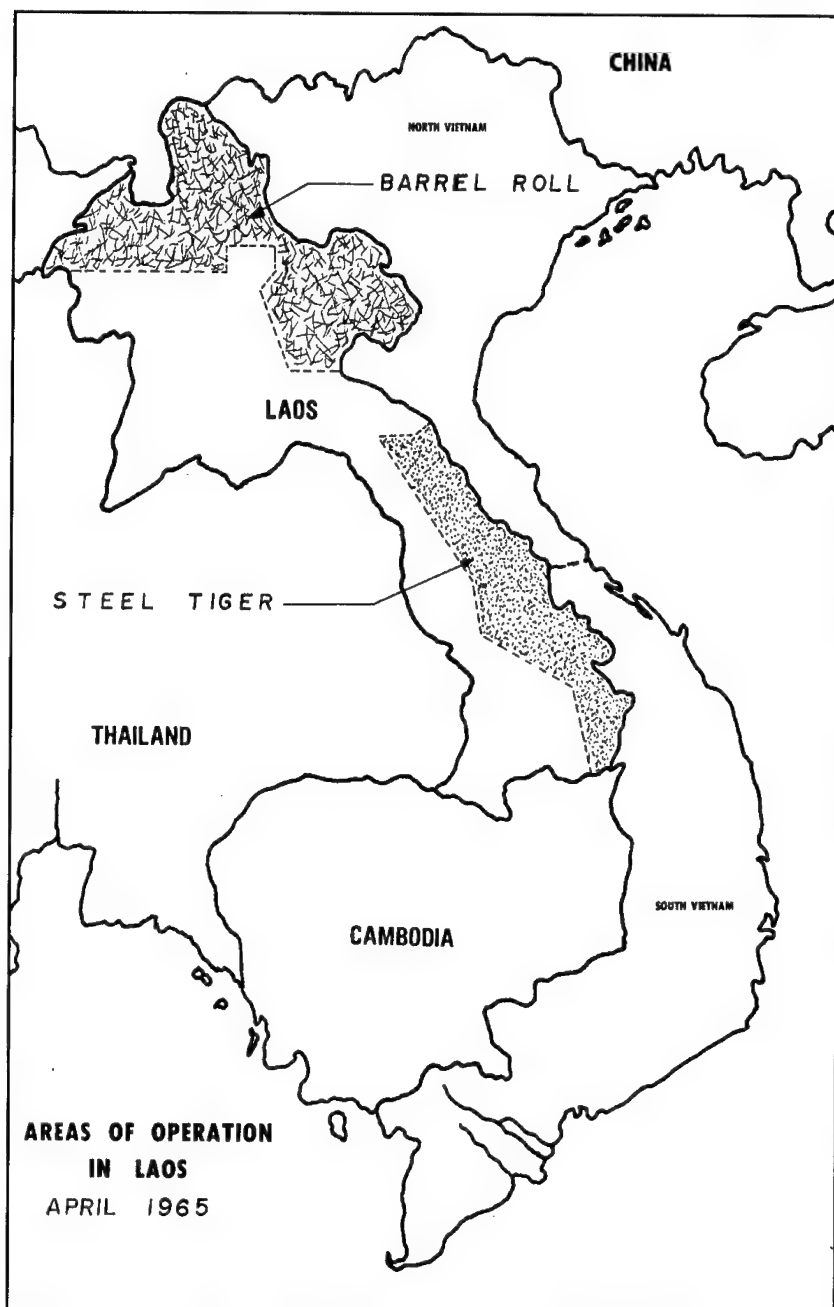 CHINA
NORTH VIETNAM
BARREL ROLL
LAOS
STEEL TIGER
THAILAND
SOUTH VIETNAM
CAMBODIA
AREAS OF OPERATION
IN LAOS
APRIL 1965